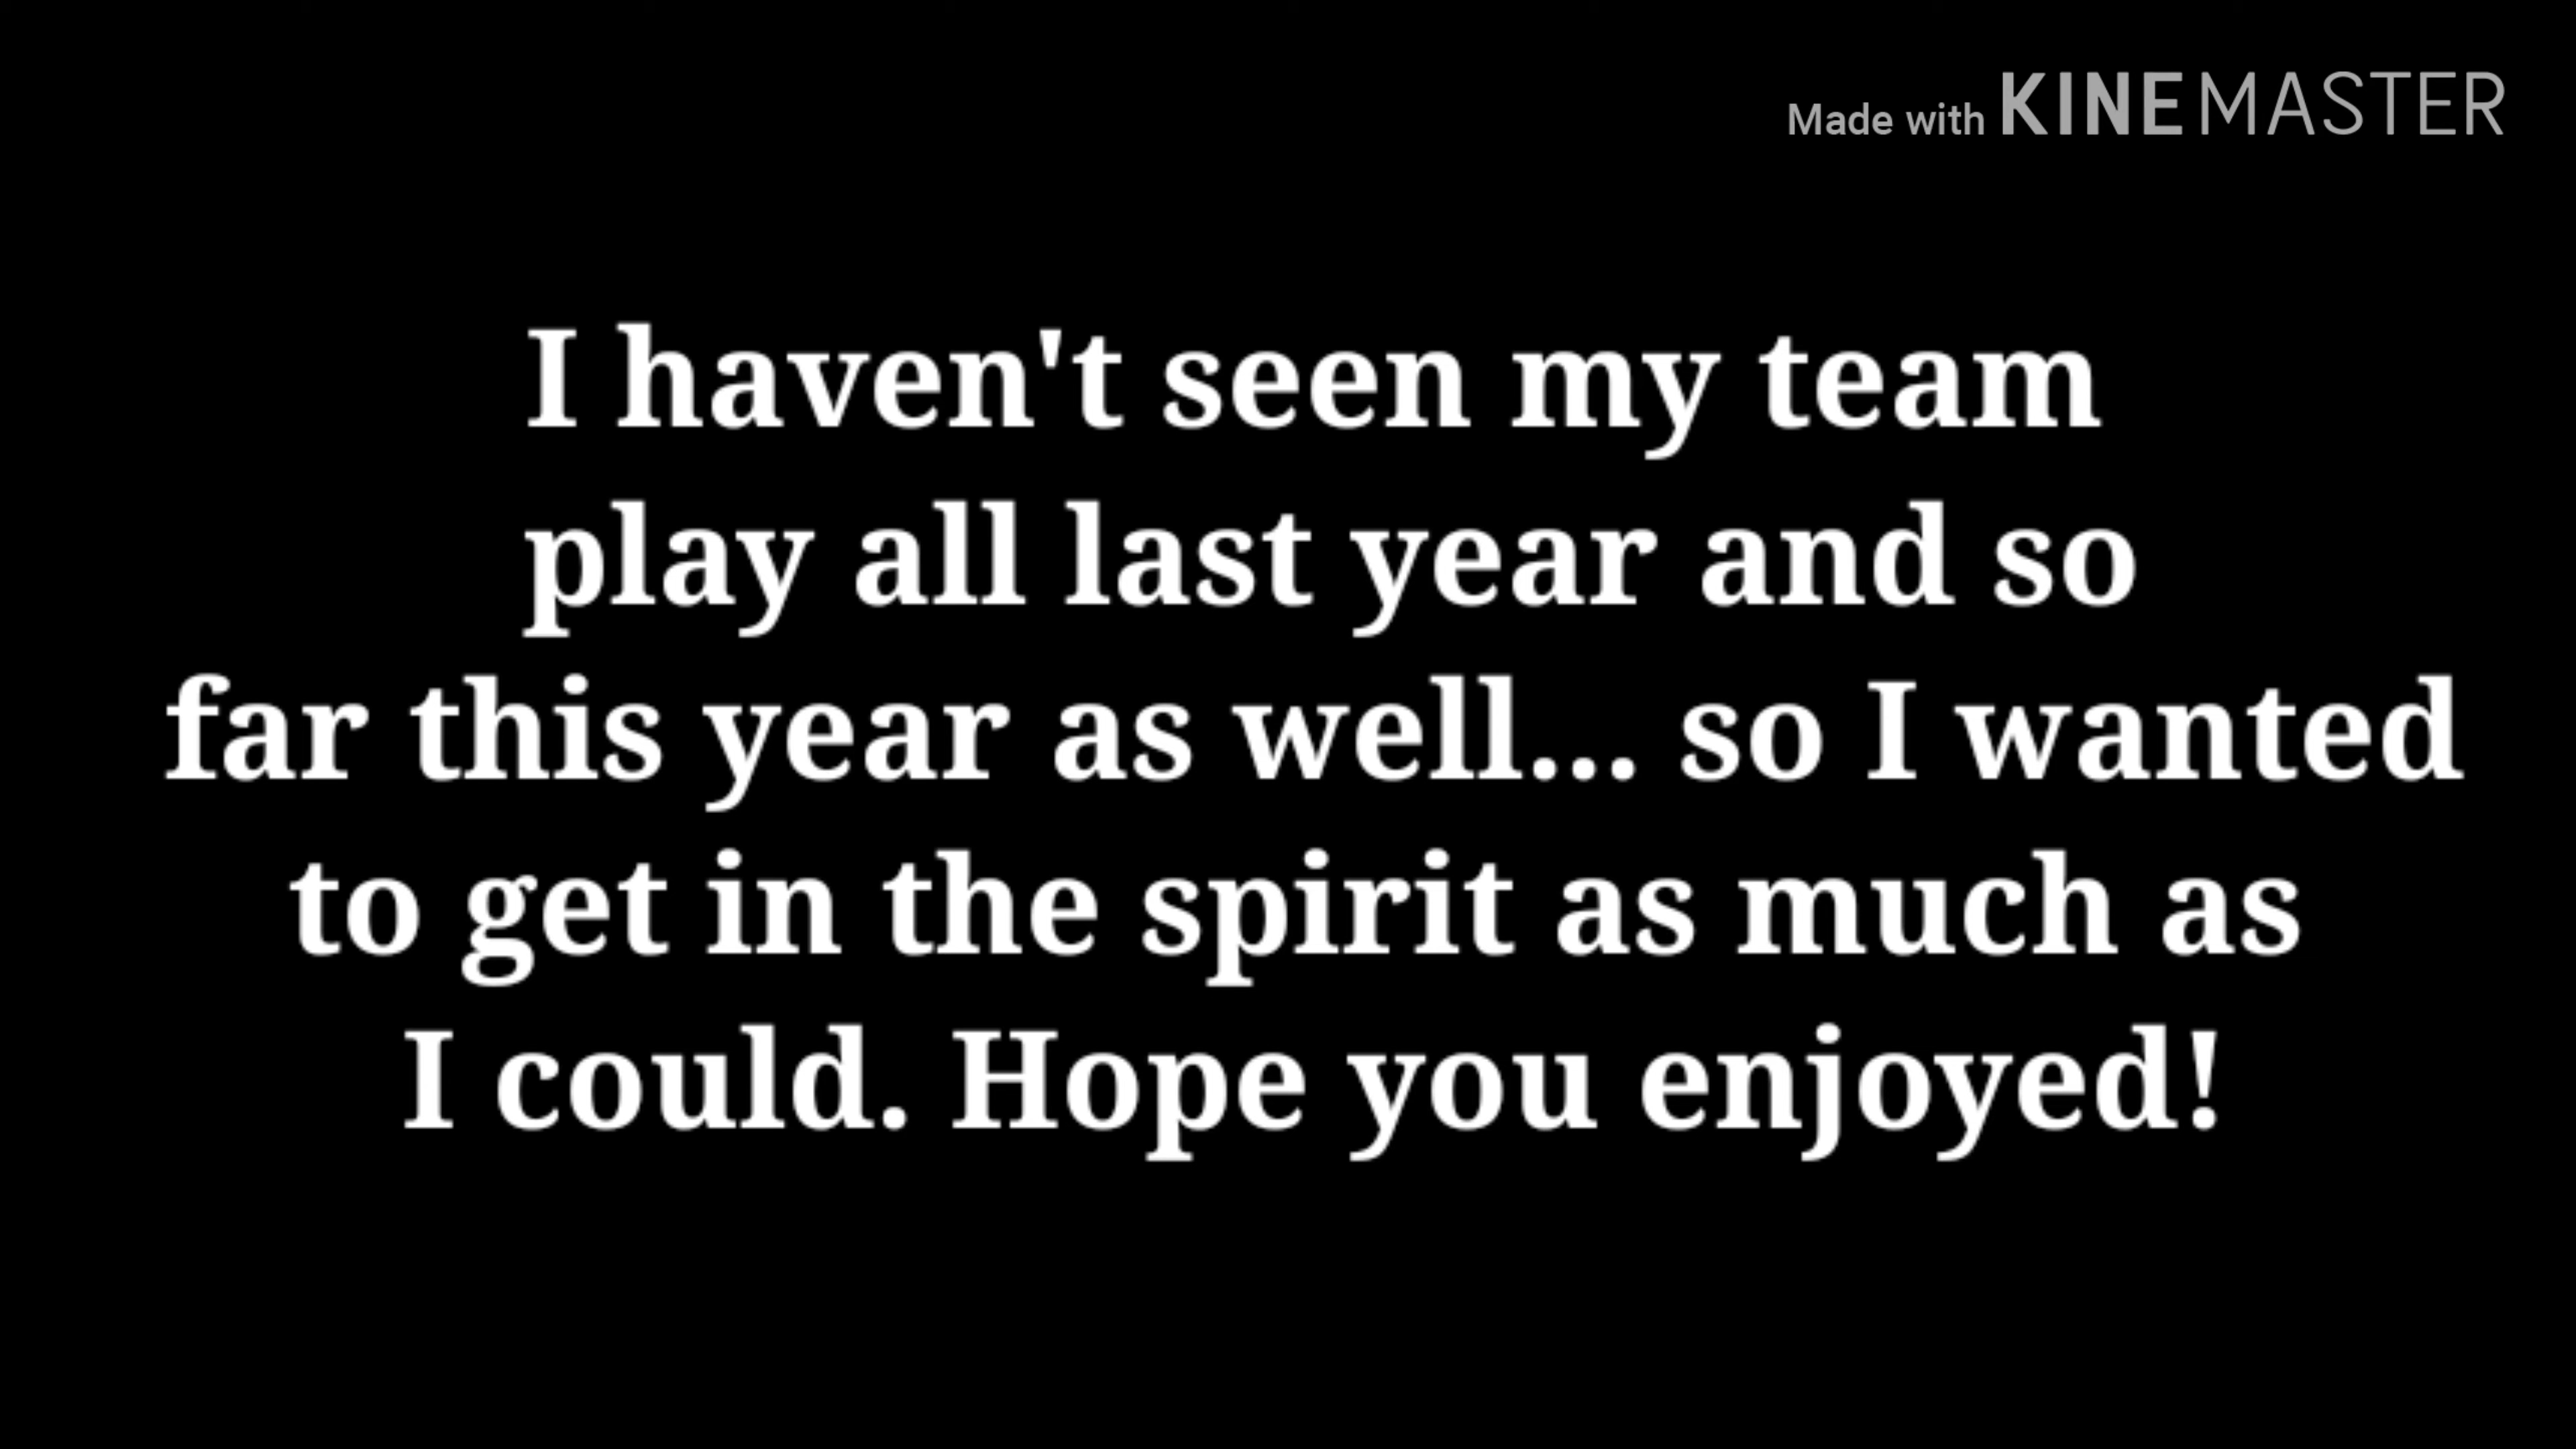 Made with KINEMASTER
I haven't seen my team
play all last year and so
far this year as well... so I wanted
to get in the spirit as much as
I could. Hope you enjoyed!